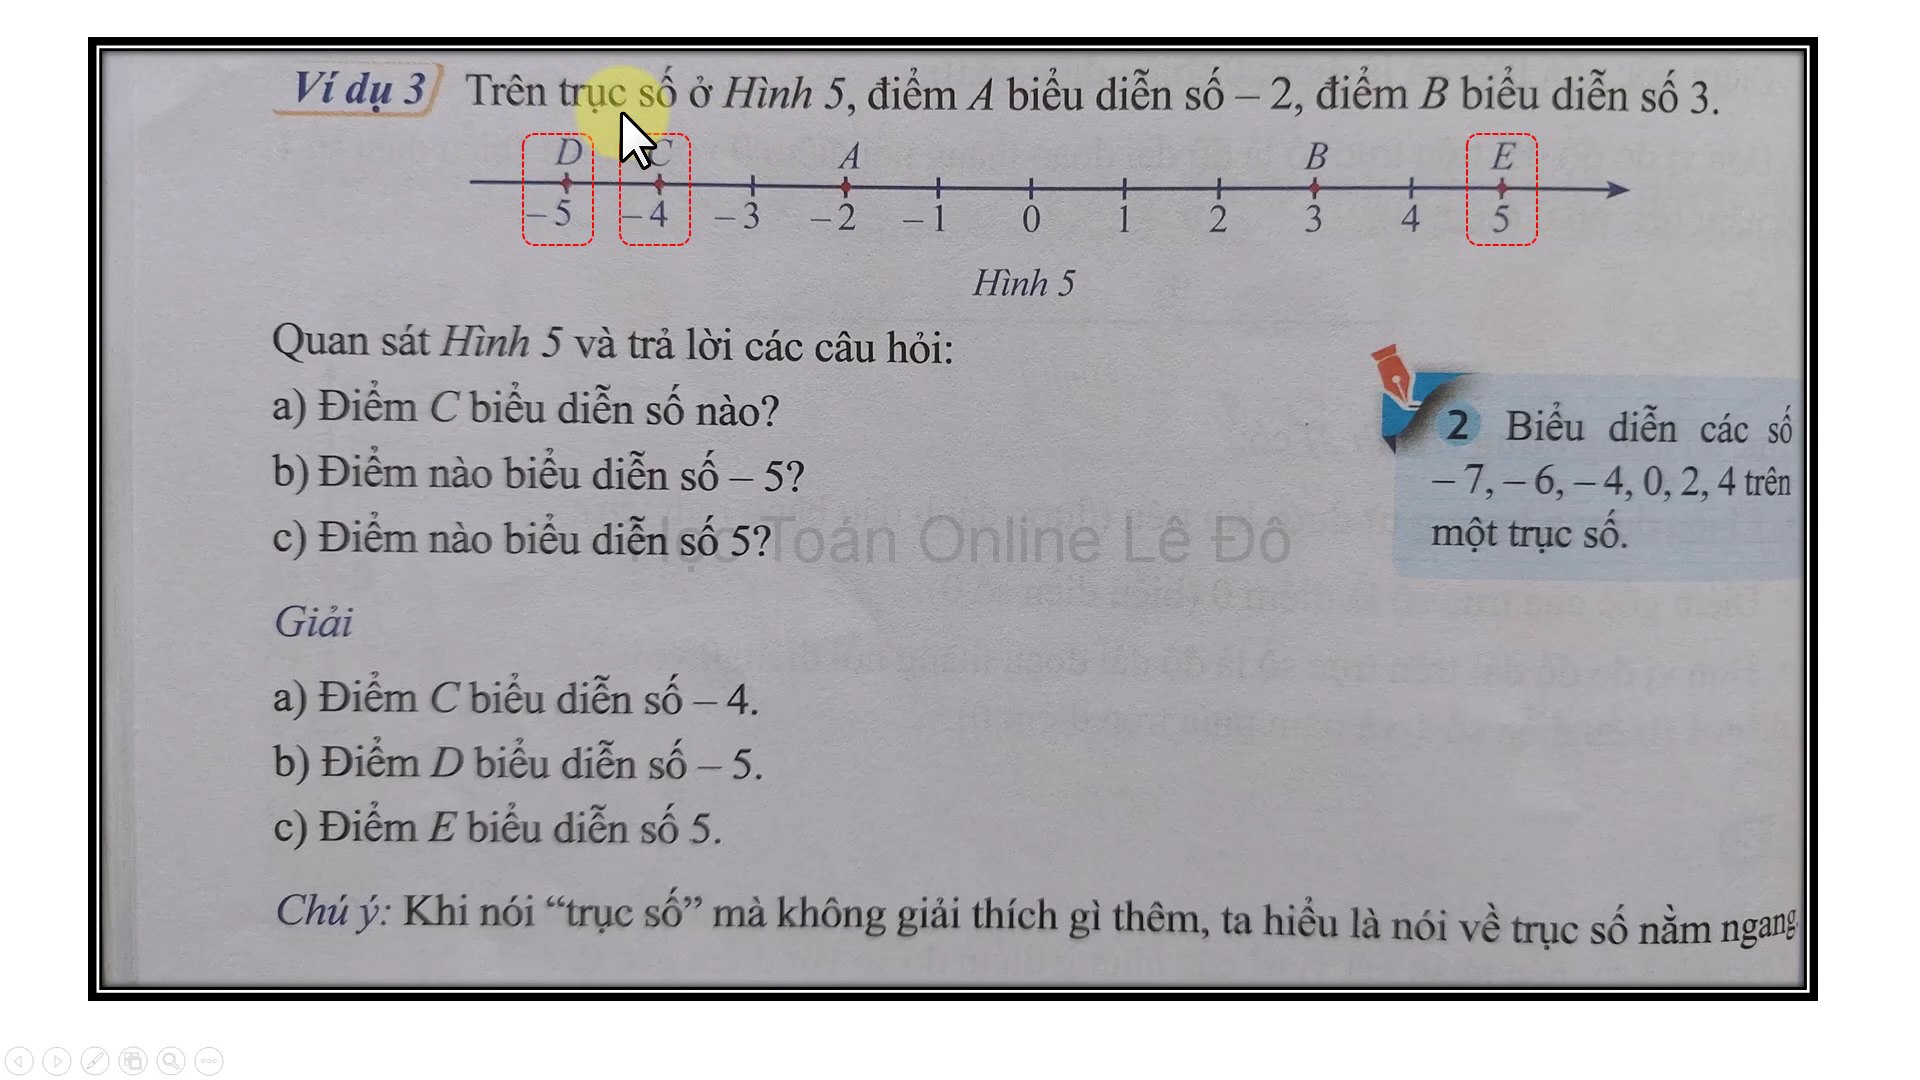 Ví dụ 3 Trên trục số ở Hình 5, điểm A biểu diễn số – 2, điểm B biểu diễn số 3.
D C A B E
– 5 – 4 – 3 – 2 – 1 0 1 2 3 4 5
Hình 5
Quan sát Hình 5 và trả lời các câu hỏi:
a) Điểm C biểu diễn số nào?
b) Điểm nào biểu diễn số – 5?
c) Điểm nào biểu diễn số 5?
2 Biểu diễn các số
– 7, – 6, – 4, 0, 2, 4 trên
một trục số.
Học Toán Online Lê Đô
Giải
a) Điểm C biểu diễn số – 4.
b) Điểm D biểu diễn số – 5.
c) Điểm E biểu diễn số 5.
Chú ý: Khi nói “trục số” mà không giải thích gì thêm, ta hiểu là nói về trục số nằm ngang